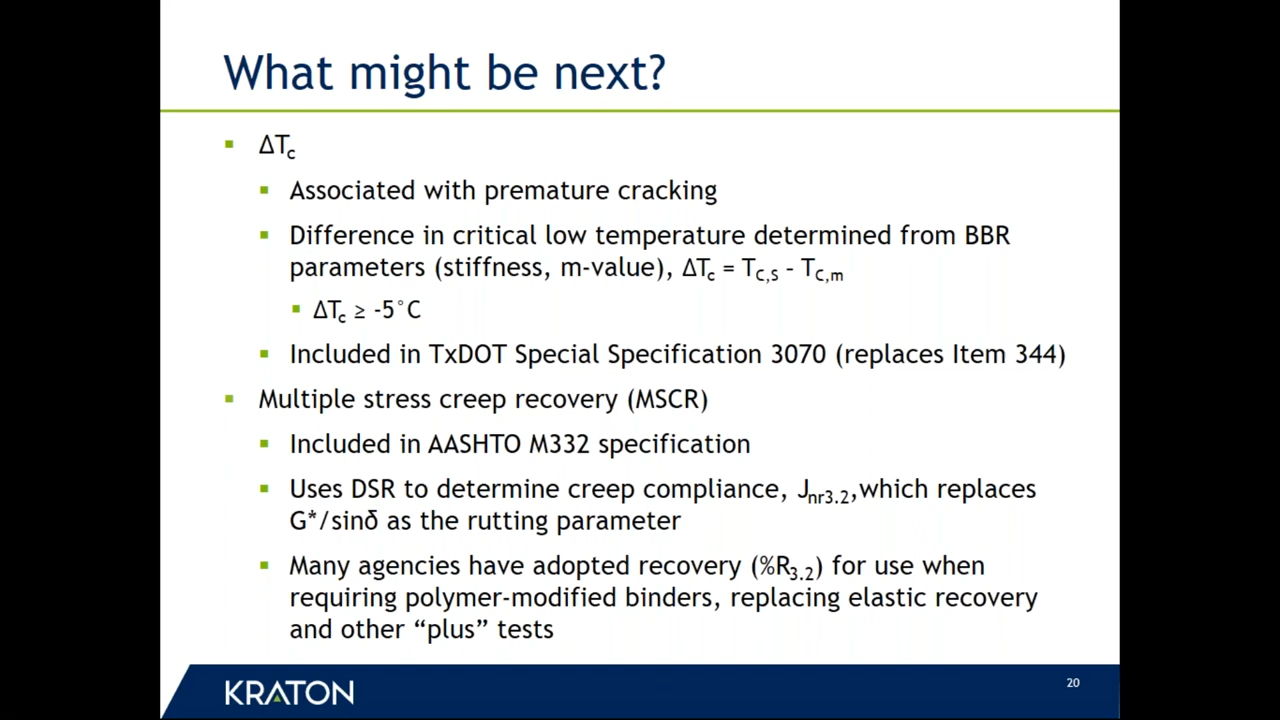 What might be next?
▪ ΔTc
▪ Associated with premature cracking
▪ Difference in critical low temperature determined from BBR
parameters (stiffness, m-value), ΔTc = TC,S - TC,m
▪ ΔTc ≥ -5°C
▪ Included in TxDOT Special Specification 3070 (replaces Item 344)
▪ Multiple stress creep recovery (MSCR)
▪ Included in AASHTO M332 specification
▪ Uses DSR to determine creep compliance, Jnr3.2,which replaces
G*/sinδ as the rutting parameter
▪ Many agencies have adopted recovery (%R3.2) for use when
requiring polymer-modified binders, replacing elastic recovery
and other “plus” tests
KRATON
20